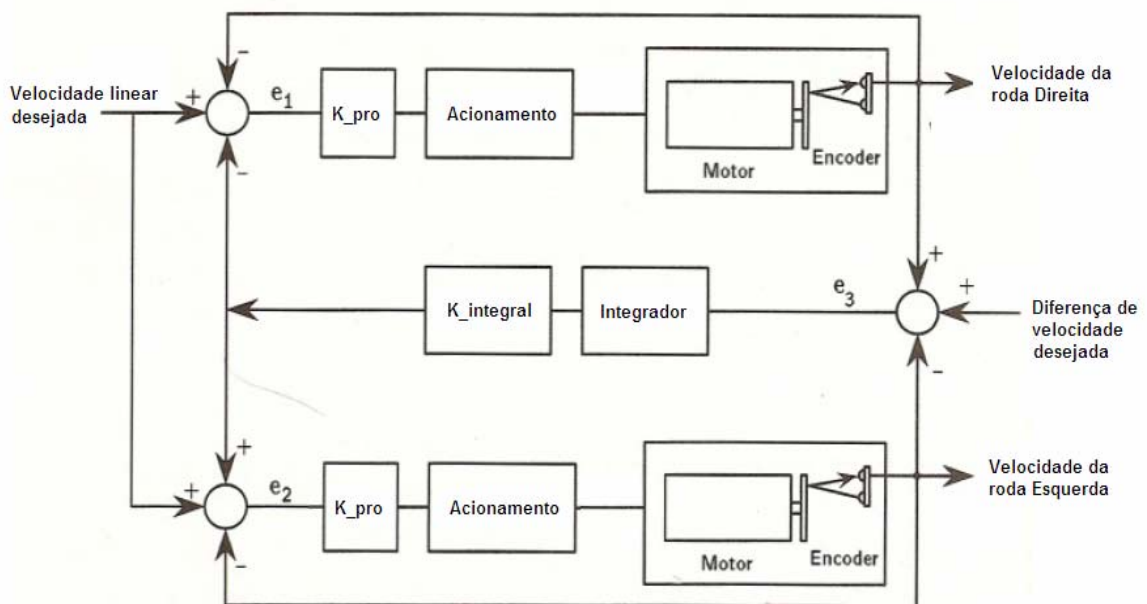 Velocidade linear
desejada
+
-
-
e1
K_pro
Acionamento
Motor
Encoder
Velocidade da
roda Direita
K_integral
Integrador
e3
+
+
-
Diferença de
velocidade
desejada
+
+
-
e2
K_pro
Acionamento
Motor
Encoder
Velocidade da
roda Esquerda